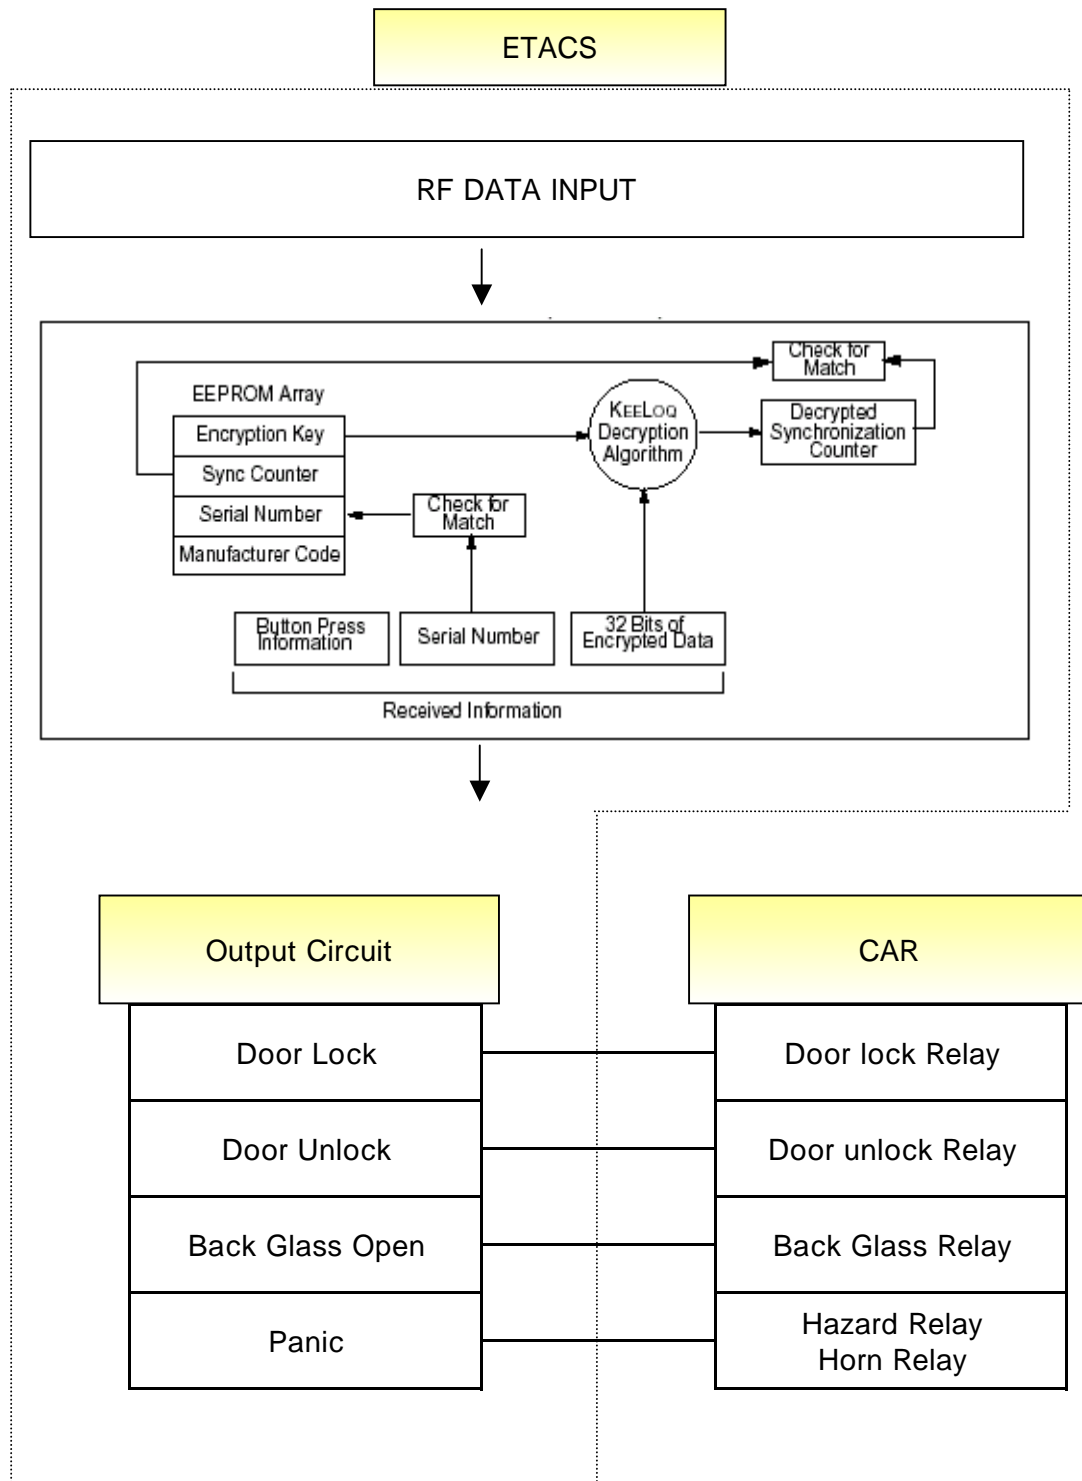 ETACS
RF DATA INPUT
Check for
Match
EEPROM Array
KEELOQ
Decryption
Algorithm
Decrypted
Synchronization
Counter
Encryption Key
Sync Counter
Serial Number
Manufacturer Code
Check for
Match
Button Press
Information
Serial Number
32 Bits of
Encrypted Data
Received Information
Output Circuit
CAR
Door Lock
Door lock Relay
Door Unlock
Door unlock Relay
Back Glass Open
Back Glass Relay
Panic
Hazard Relay
Horn Relay